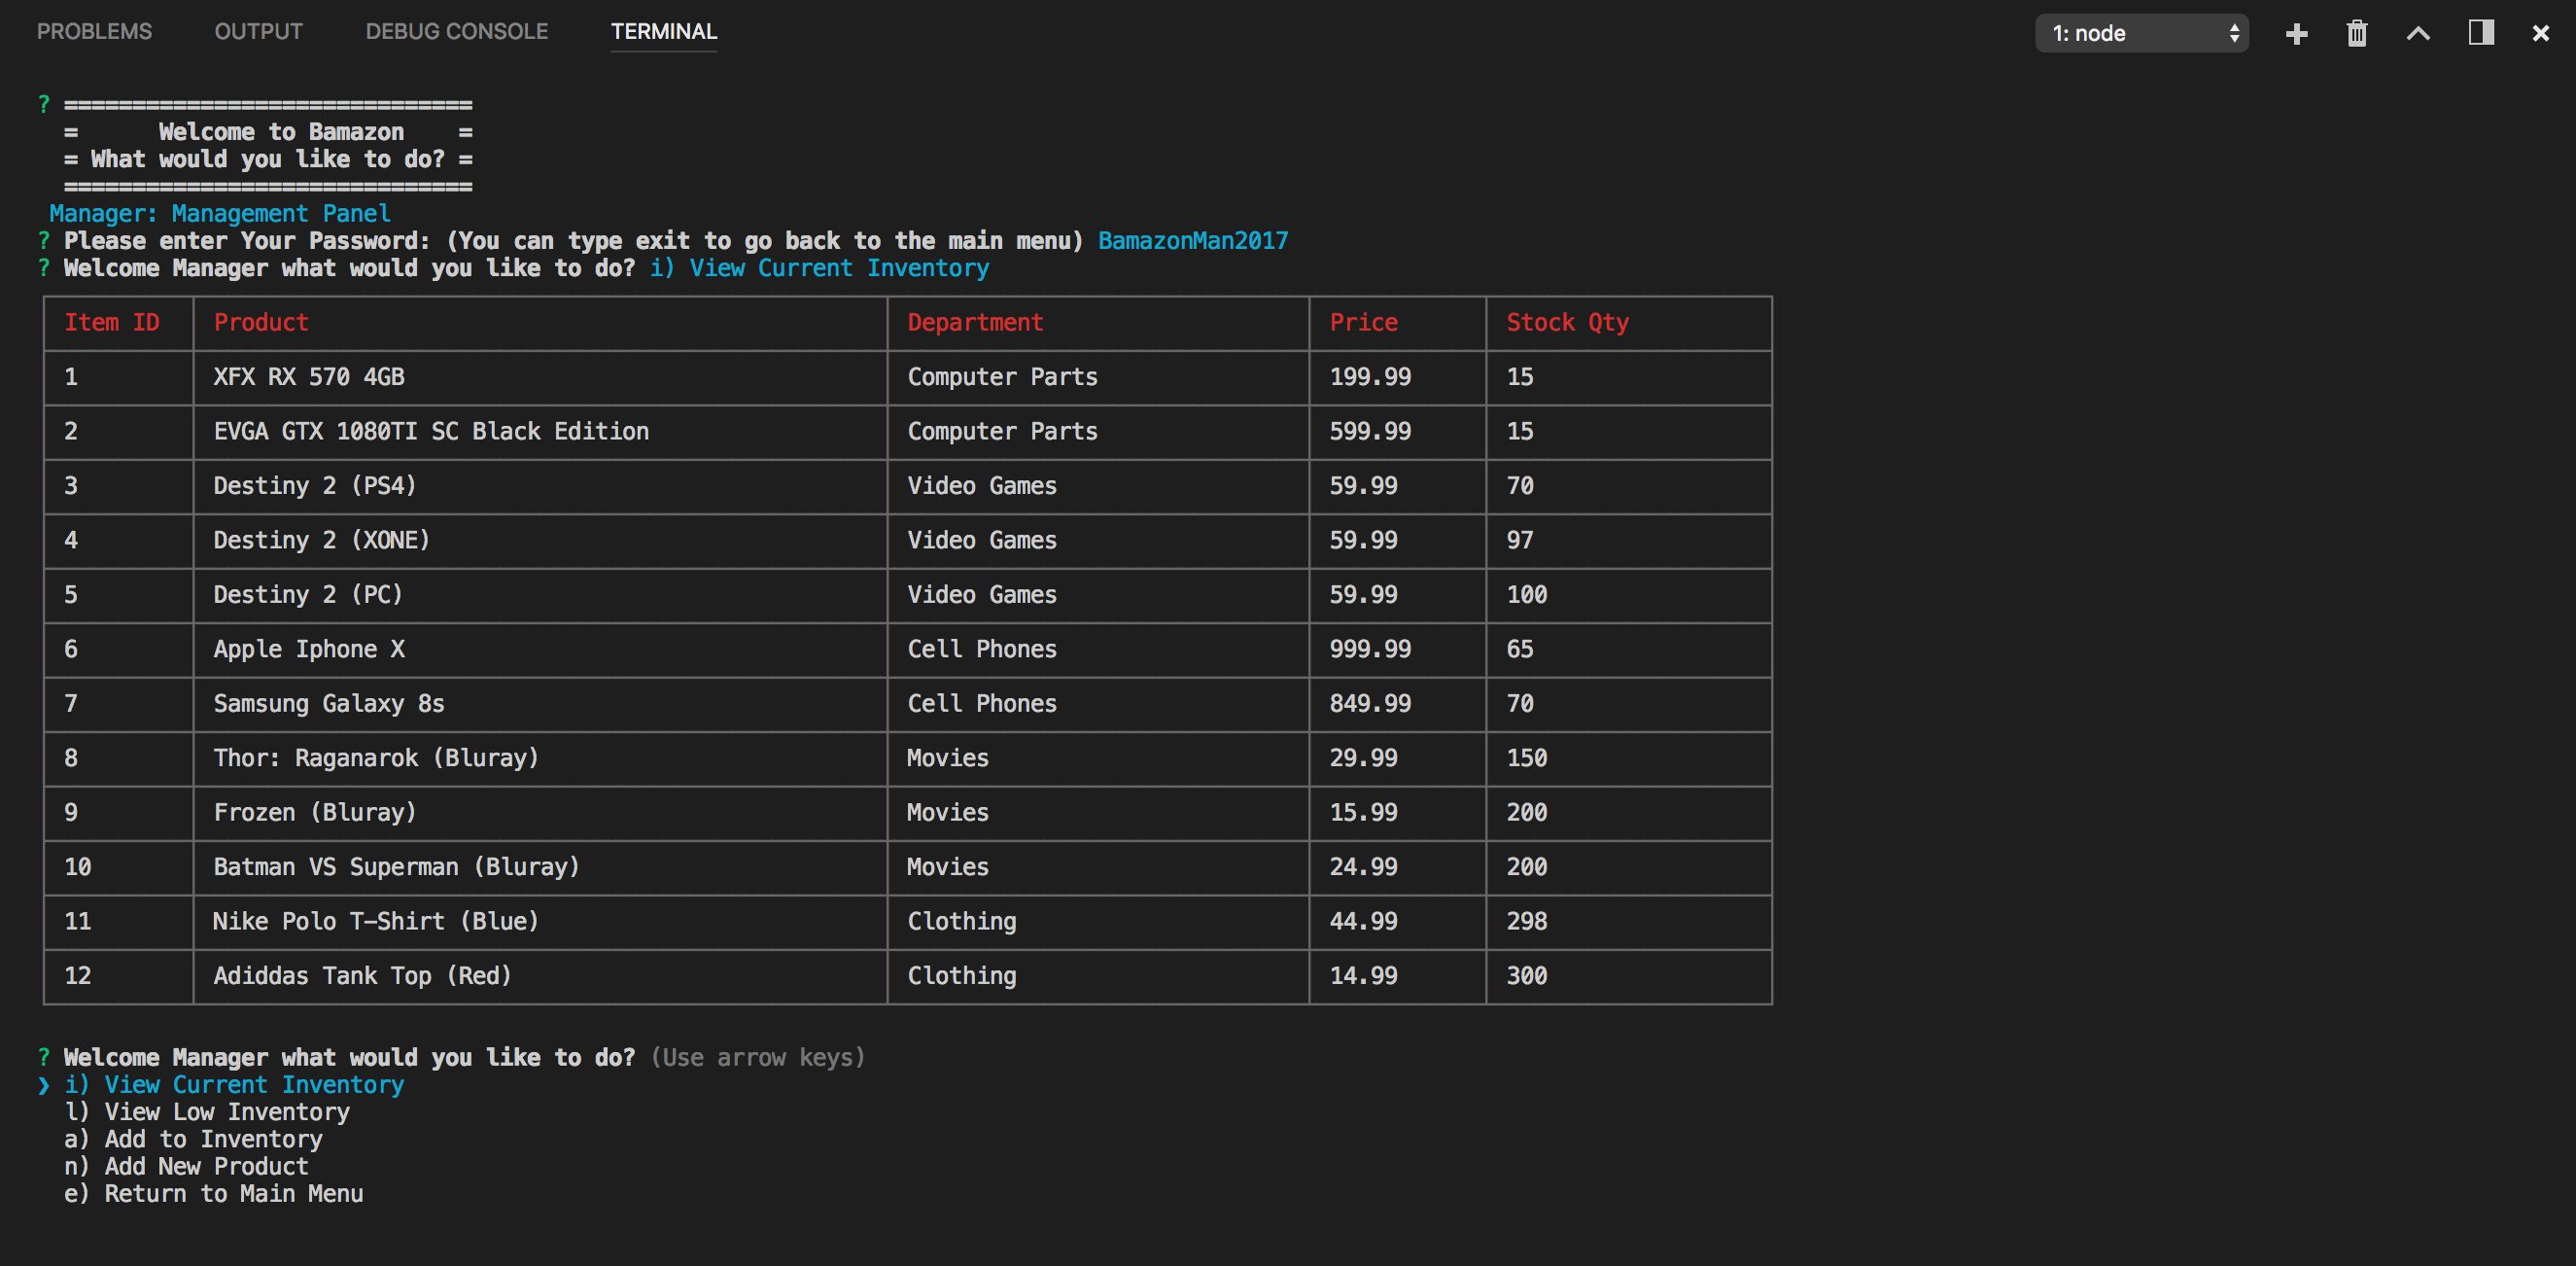 PROBLEMS OUTPUT DEBUG CONSOLE TERMINAL 1: node
? ==============================
= Welcome to Bamazon =
= What would you like to do? =
==============================
Manager: Management Panel
? Please enter Your Password: (You can type exit to go back to the main menu) BamazonMan2017
? Welcome Manager what would you like to do? i) View Current Inventory
Item ID Product Department Price Stock Qty
1 XFX RX 570 4GB Computer Parts 199.99 15
2 EVGA GTX 1080TI SC Black Edition Computer Parts 599.99 15
3 Destiny 2 (PS4) Video Games 59.99 70
4 Destiny 2 (XONE) Video Games 59.99 97
5 Destiny 2 (PC) Video Games 59.99 100
6 Apple Iphone X Cell Phones 999.99 65
7 Samsung Galaxy 8s Cell Phones 849.99 70
8 Thor: Raganarok (Bluray) Movies 29.99 150
9 Frozen (Bluray) Movies 15.99 200
10 Batman VS Superman (Bluray) Movies 24.99 200
11 Nike Polo T-Shirt (Blue) Clothing 44.99 298
12 Adiddas Tank Top (Red) Clothing 14.99 300
? Welcome Manager what would you like to do? (Use arrow keys)
❯ i) View Current Inventory
l) View Low Inventory
a) Add to Inventory
n) Add New Product
e) Return to Main Menu